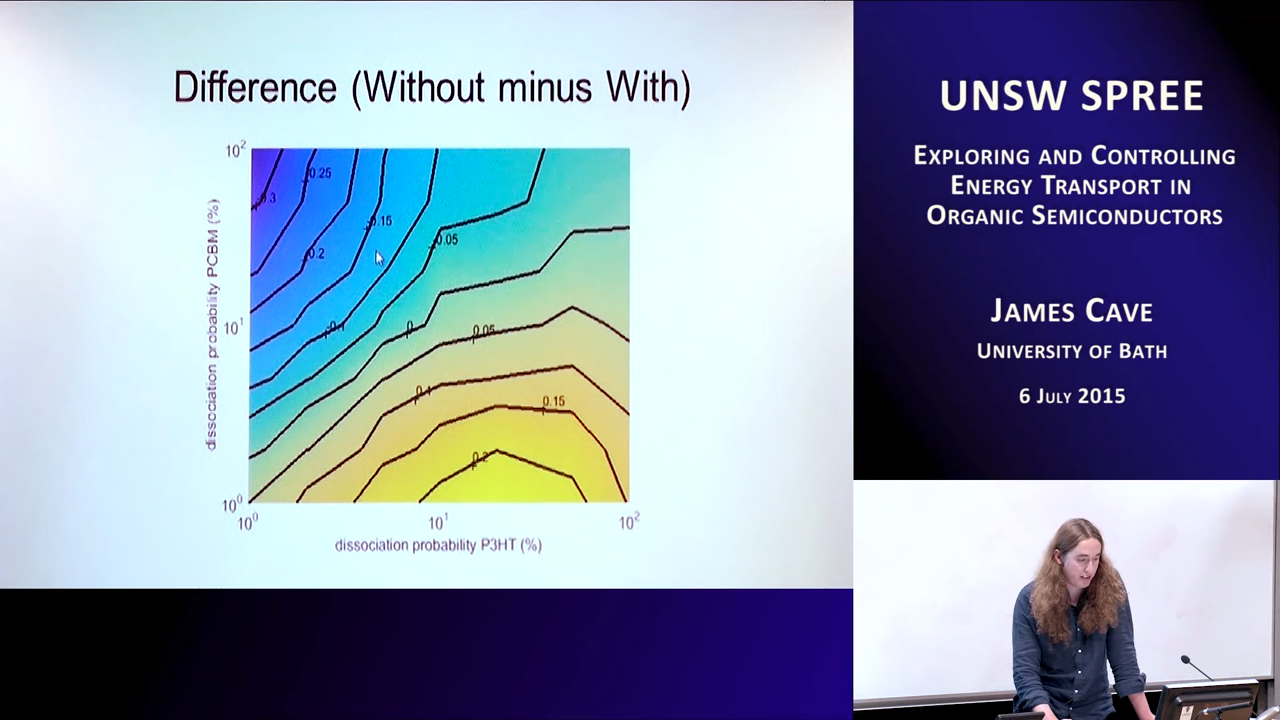 Difference (Without minus With)
10²
0.25
0.3
0.15
0.05
0.2
10¹
0.1
0
0.05
0.1
0.15
0.2
10⁰
10⁰
10¹
10²
dissociation probability PCBM (%)
dissociation probability P3HT (%)
UNSW SPREE
EXPLORING AND CONTROLLING
ENERGY TRANSPORT IN
ORGANIC SEMICONDUCTORS
JAMES CAVE
UNIVERSITY OF BATH
6 JULY 2015